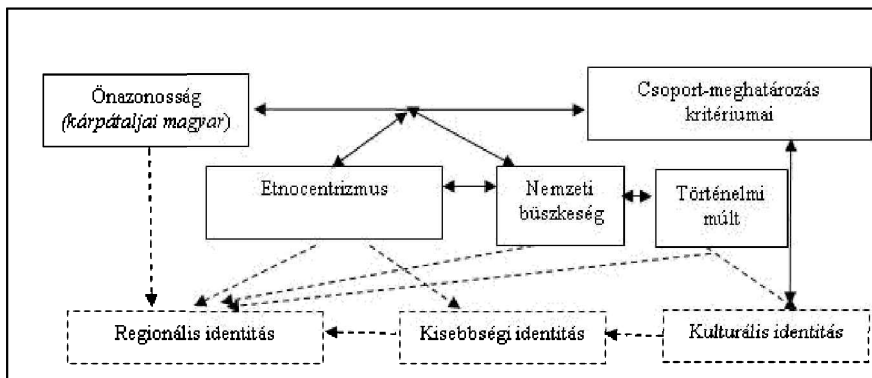 Önazonosság
(kárpátaljai magyar)
Csoport-meghatározás
kritériumai
Etnocentrizmus
Nemzeti
büszkeség
Történelmi
múlt
Regionális identitás
Kisebbségi identitás
Kulturális identitás